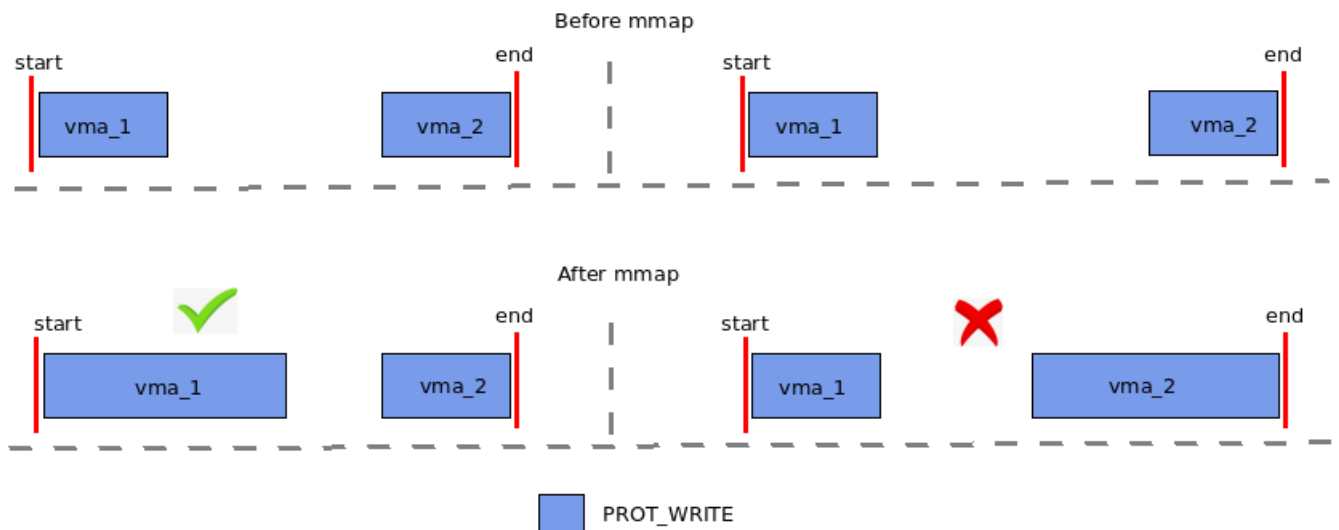 Before mmap
start
end
start
end
vma_1
vma_2
vma_1
vma_2
After mmap
start
end
start
end
vma_1
vma_2
vma_1
vma_2
PROT_WRITE